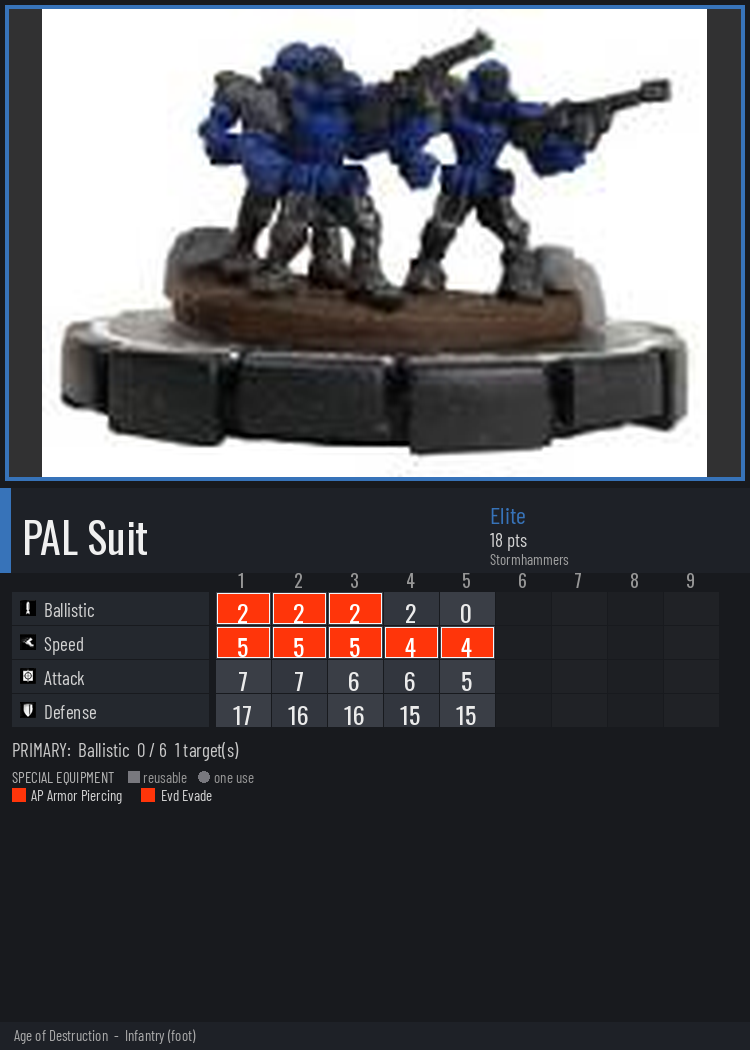 PAL Suit
Elite
18 pts
Stormhammers
1 2 3 4 5 6 7 8 9
Ballistic 2 2 2 2 0
Speed 5 5 5 4 4
Attack 7 7 6 6 5
Defense 17 16 16 15 15
PRIMARY: Ballistic 0 / 6 1 target(s)
SPECIAL EQUIPMENT reusable one use
AP Armor Piercing Evd Evade
Age of Destruction - Infantry (foot)